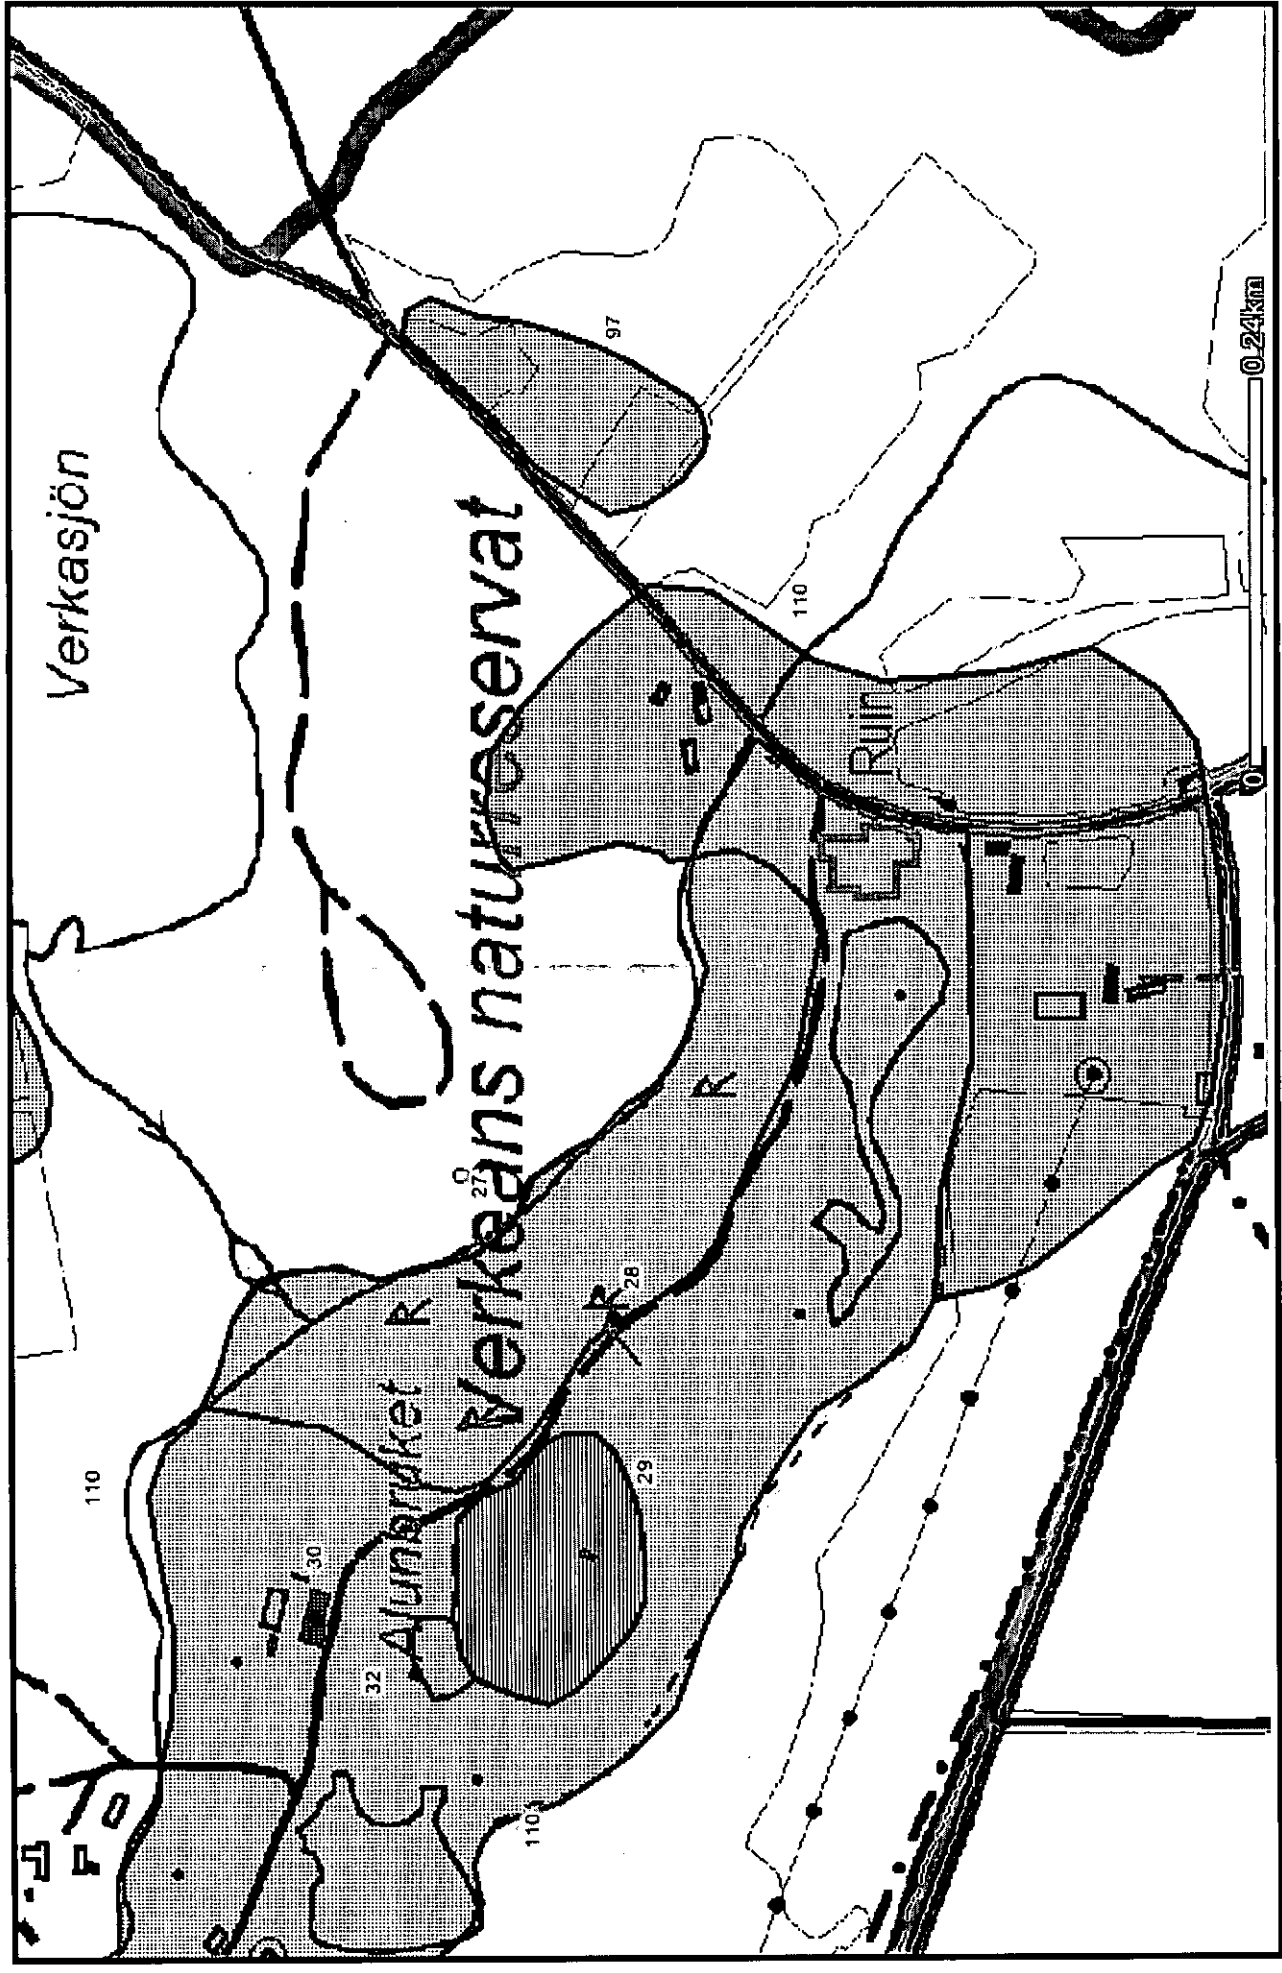 Verkasjön
Verkeåns naturreservat
Alunbruket
Ruin
R
R
R
R
27
28
29
30
32
97
110
110
110
0
0.24km